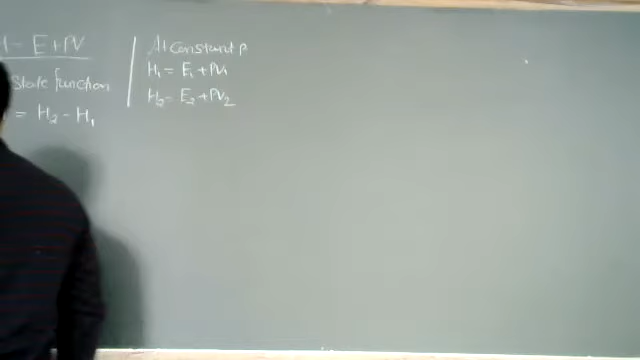 H = E + PV
State function
= H₂ - H₁
At Constant P
H₁ = E₁ + PV₁
H₂ = E₂ + PV₂